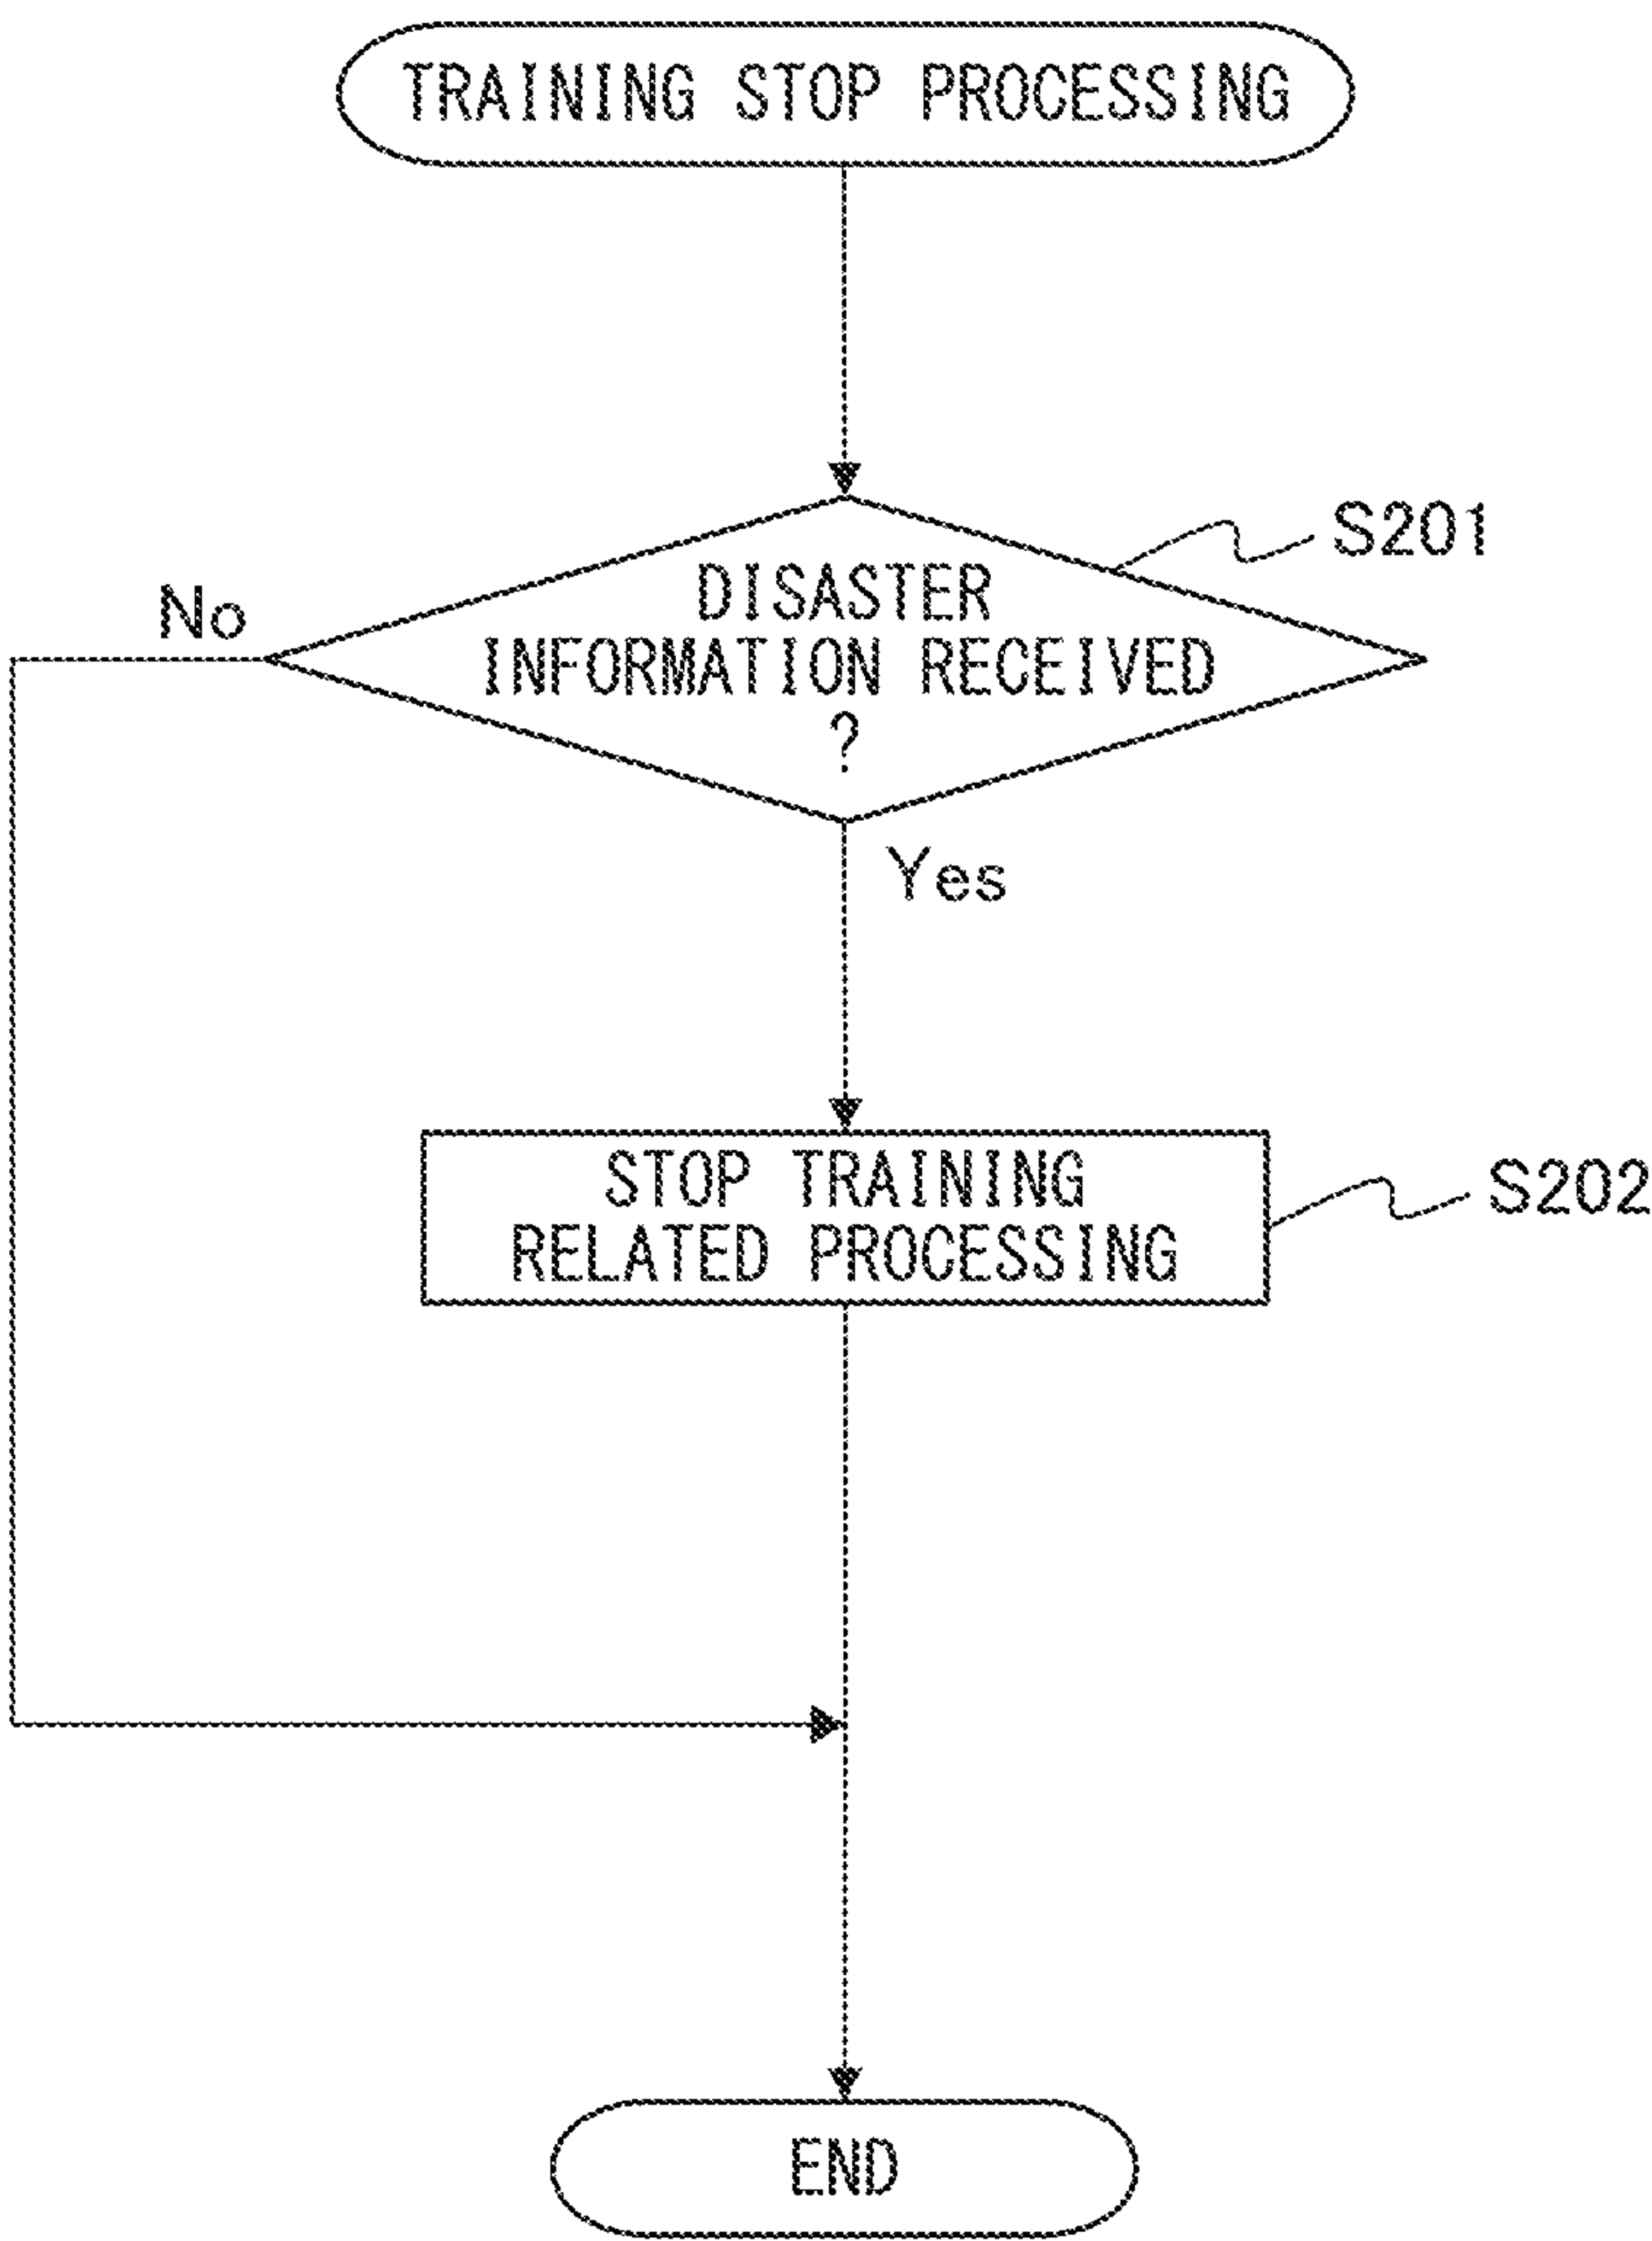 TRAINING STOP PROCESSING
S201
DISASTER
No
INFORMATION RECEIVED
?
Yes
STOP TRAINING
S202
RELATED PROCESSING
END